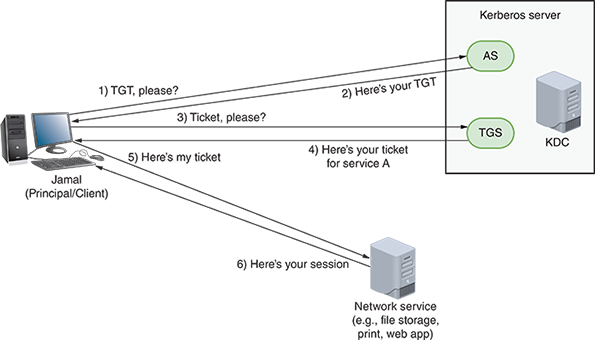 Kerberos server
AS
1) TGT, please?
2) Here's your TGT
3) Ticket, please?
TGS
KDC
4) Here's your ticket
for service A
5) Here's my ticket
Jamal
(Principal/Client)
6) Here's your session
Network service
(e.g., file storage,
print, web app)